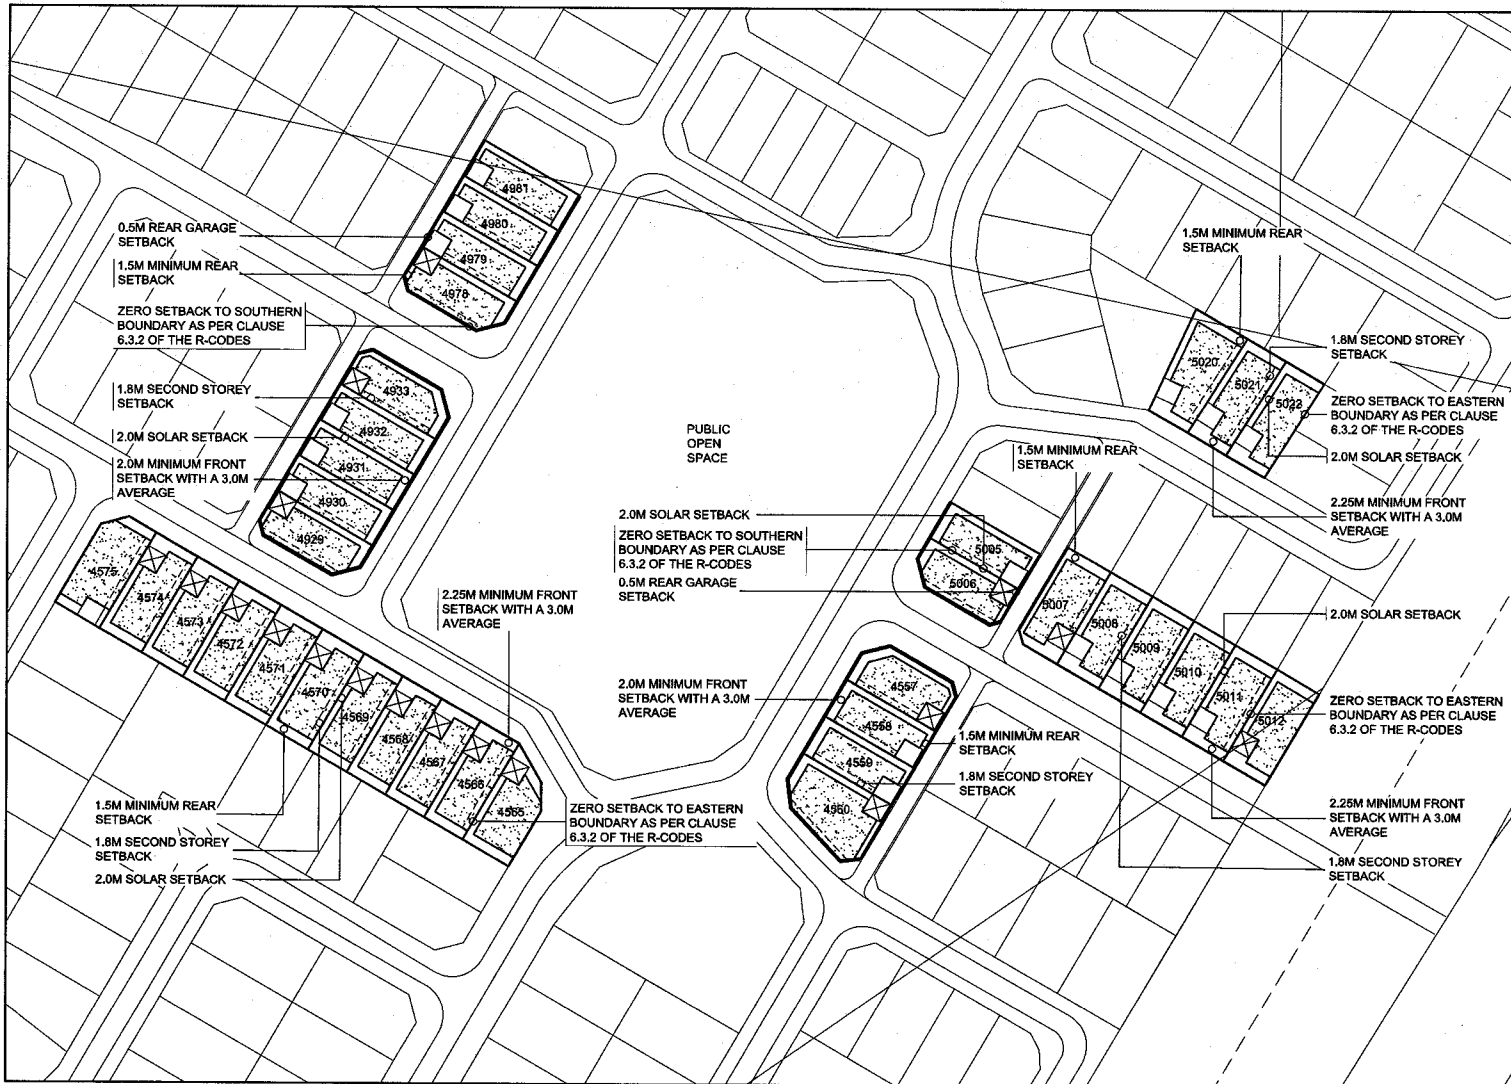 4981
4980
4979
4978
0.5M REAR GARAGE
SETBACK
1.5M MINIMUM REAR
SETBACK
ZERO SETBACK TO SOUTHERN
BOUNDARY AS PER CLAUSE
6.3.2 OF THE R-CODES
1.8M SECOND STOREY
SETBACK
2.0M SOLAR SETBACK
2.0M MINIMUM FRONT
SETBACK WITH A 3.0M
AVERAGE
4933
4932
4931
4930
4929
PUBLIC
OPEN
SPACE
1.5M MINIMUM REAR
SETBACK
5020
5021
5022
1.8M SECOND STOREY
SETBACK
ZERO SETBACK TO EASTERN
BOUNDARY AS PER CLAUSE
6.3.2 OF THE R-CODES
2.0M SOLAR SETBACK
2.25M MINIMUM FRONT
SETBACK WITH A 3.0M
AVERAGE
1.5M MINIMUM REAR
SETBACK
2.0M SOLAR SETBACK
ZERO SETBACK TO SOUTHERN
BOUNDARY AS PER CLAUSE
6.3.2 OF THE R-CODES
0.5M REAR GARAGE
SETBACK
5005
5006
5007
5008
5009
5010
5011
5012
2.0M SOLAR SETBACK
ZERO SETBACK TO EASTERN
BOUNDARY AS PER CLAUSE
6.3.2 OF THE R-CODES
2.25M MINIMUM FRONT
SETBACK WITH A 3.0M
AVERAGE
1.8M SECOND STOREY
SETBACK
4575
4574
4573
4572
4571
4570
4569
4568
4567
4566
4565
2.25M MINIMUM FRONT
SETBACK WITH A 3.0M
AVERAGE
2.0M MINIMUM FRONT
SETBACK WITH A 3.0M
AVERAGE
4557
4558
4559
4560
1.5M MINIMUM REAR
SETBACK
1.8M SECOND STOREY
SETBACK
1.5M MINIMUM REAR
SETBACK
1.8M SECOND STOREY
SETBACK
2.0M SOLAR SETBACK
ZERO SETBACK TO EASTERN
BOUNDARY AS PER CLAUSE
6.3.2 OF THE R-CODES